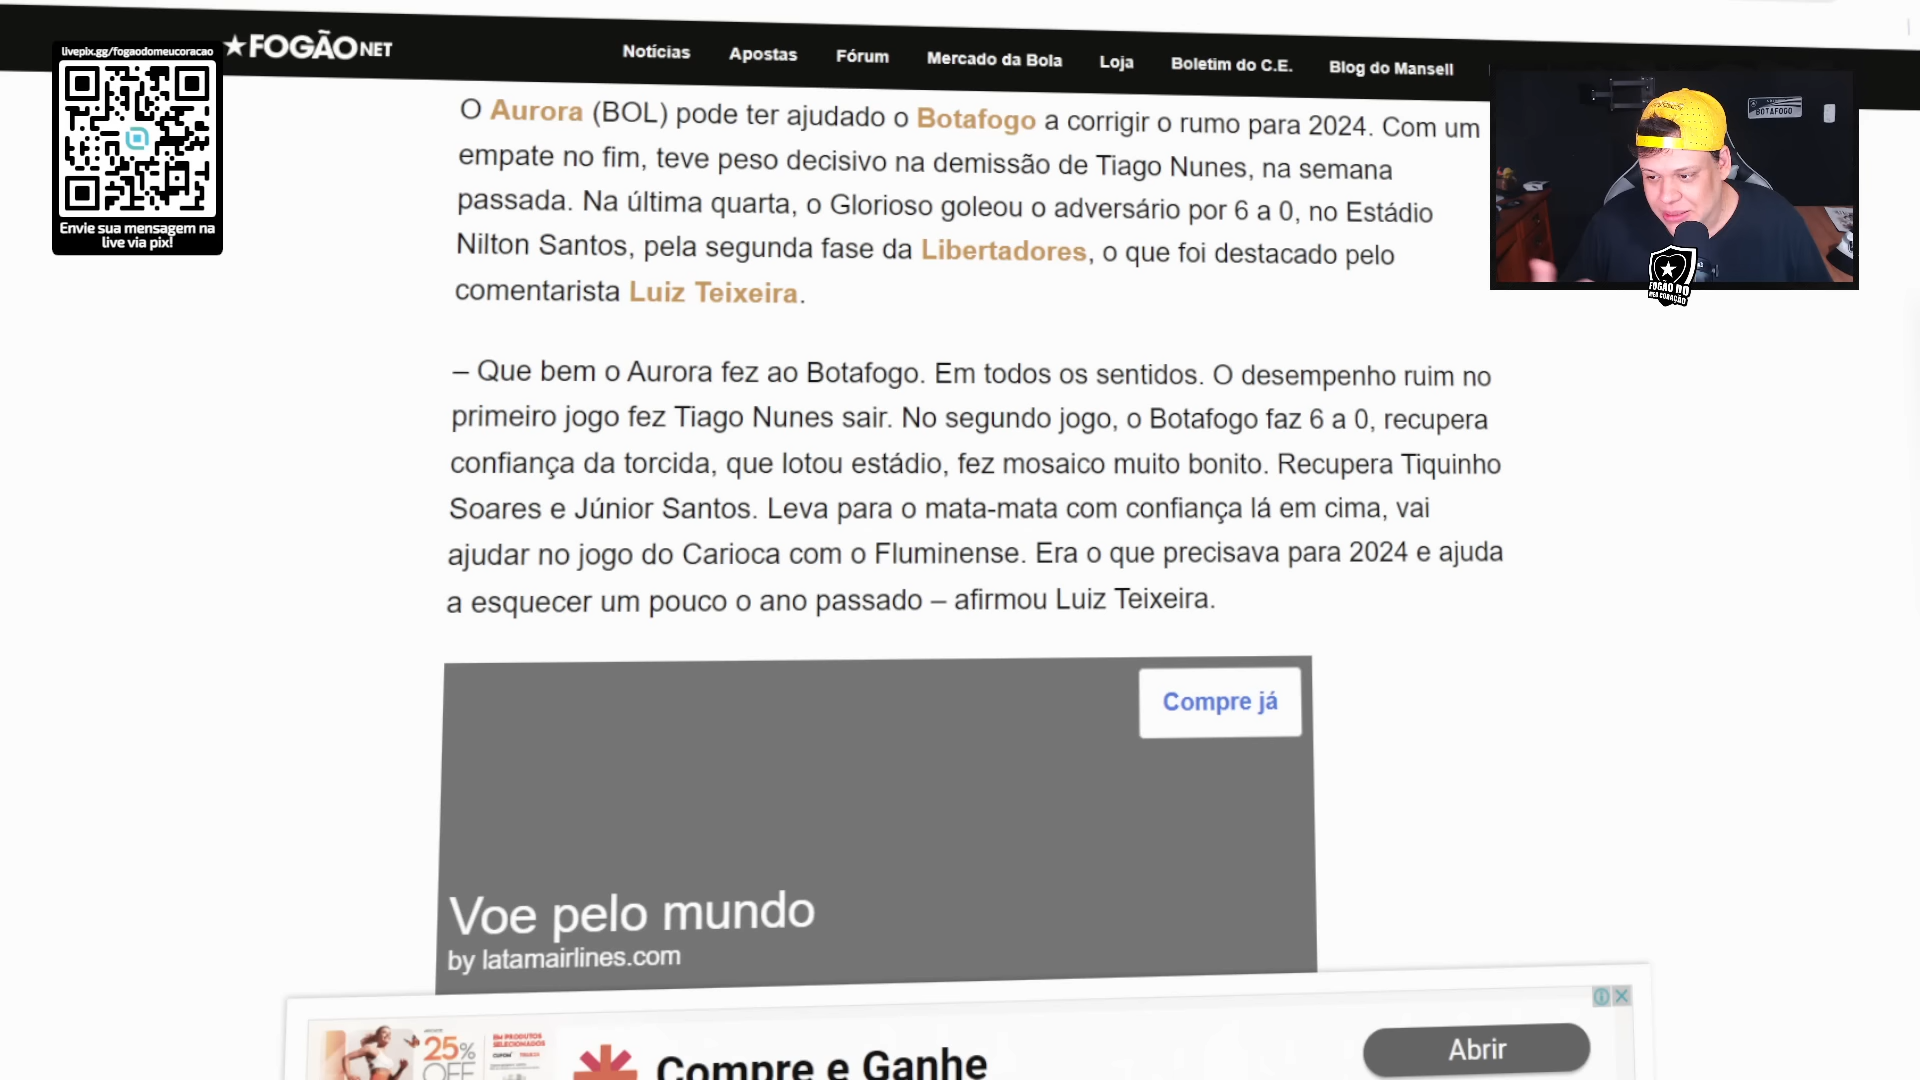 livepix.gg/fogaodomeucoracao
Envie sua mensagem na
live via pix!
★FOGÃO NET
Notícias Apostas Fórum Mercado da Bola Loja Boletim do C.E. Blog do Mansell
O Aurora (BOL) pode ter ajudado o Botafogo a corrigir o rumo para 2024. Com um
empate no fim, teve peso decisivo na demissão de Tiago Nunes, na semana
passada. Na última quarta, o Glorioso goleou o adversário por 6 a 0, no Estádio
Nilton Santos, pela segunda fase da Libertadores, o que foi destacado pelo
comentarista Luiz Teixeira.
BOTAFOGO
FOGÃO DO
MEU CORAÇÃO
– Que bem o Aurora fez ao Botafogo. Em todos os sentidos. O desempenho ruim no
primeiro jogo fez Tiago Nunes sair. No segundo jogo, o Botafogo faz 6 a 0, recupera
confiança da torcida, que lotou estádio, fez mosaico muito bonito. Recupera Tiquinho
Soares e Júnior Santos. Leva para o mata-mata com confiança lá em cima, vai
ajudar no jogo do Carioca com o Fluminense. Era o que precisava para 2024 e ajuda
a esquecer um pouco o ano passado – afirmou Luiz Teixeira.
Compre já
Voe pelo mundo
by latamairlines.com
25%
OFF
EM PRODUTOS
SELECIONADOS
CUPOM
Compre e Ganhe
Abrir